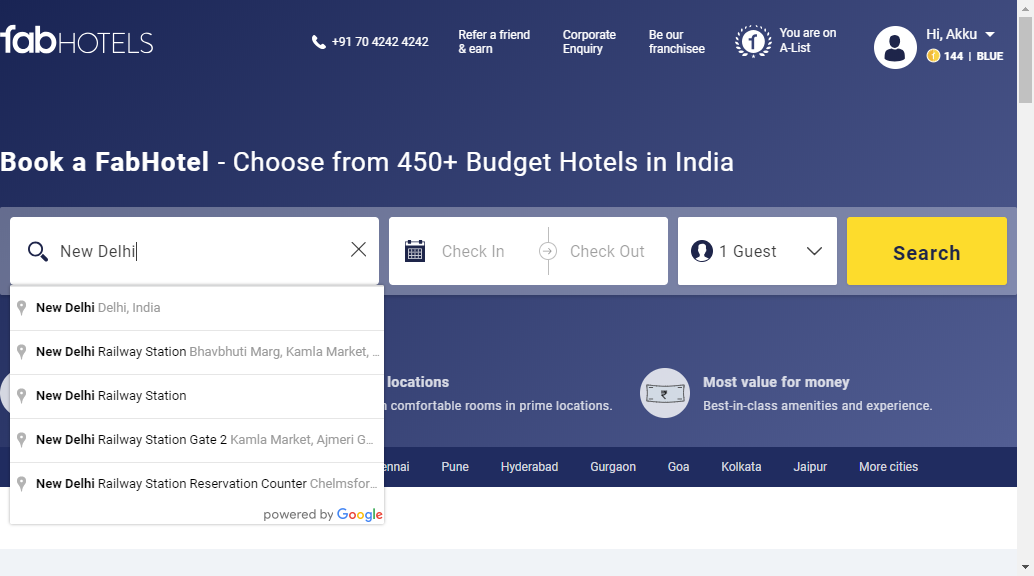 fabHOTELS
+91 70 4242 4242
Refer a friend
& earn
Corporate
Enquiry
Be our
franchisee
You are on
A-List
Hi, Akku
144 | BLUE
Book a FabHotel - Choose from 450+ Budget Hotels in India
New Delhi
Check In
Check Out
1 Guest
Search
New Delhi Delhi, India
New Delhi Railway Station Bhavbhuti Marg, Kamla Market, ...
New Delhi Railway Station
New Delhi Railway Station Gate 2 Kamla Market, Ajmeri G...
New Delhi Railway Station Reservation Counter Chelmsfor...
powered by Google
locations
comfortable rooms in prime locations.
₹
Most value for money
Best-in-class amenities and experience.
Pune
Hyderabad
Gurgaon
Goa
Kolkata
Jaipur
More cities